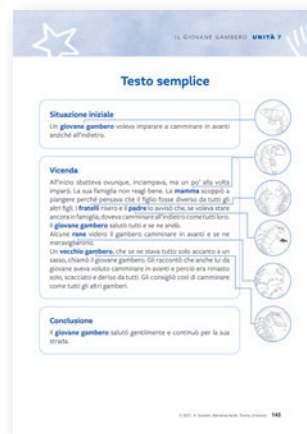 IL GIOVANE GAMBERO UNITÀ 7
Testo semplice
Situazione iniziale
Un giovane gambero voleva imparare a camminare in avanti
anziché all'indietro.
Vicenda
All'inizio sbatteva ovunque, inciampava, ma un po' alla volta
imparò. La sua famiglia non reagì bene. La mamma scoppiò a
piangere perché pensava che il figlio fosse diverso da tutti gli
altri figli. I fratelli risero e il padre lo avvisò che, se voleva stare
ancora in famiglia, doveva camminare all'indietro come tutti loro.
Il giovane gambero salutò tutti e se ne andò.
Alcune rane videro il gambero camminare in avanti e se ne
meravigliarono.
Un vecchio gambero, che se ne stava tutto solo accanto a un
sasso, chiamò il giovane gambero. Gli raccontò che anche lui da
giovane aveva voluto camminare in avanti e perciò era rimasto
solo, scacciato e deriso da tutti. Gli consigliò così di camminare
come tutti gli altri gamberi.
Conclusione
Il giovane gambero salutò gentilmente e continuò per la sua
strada.
145